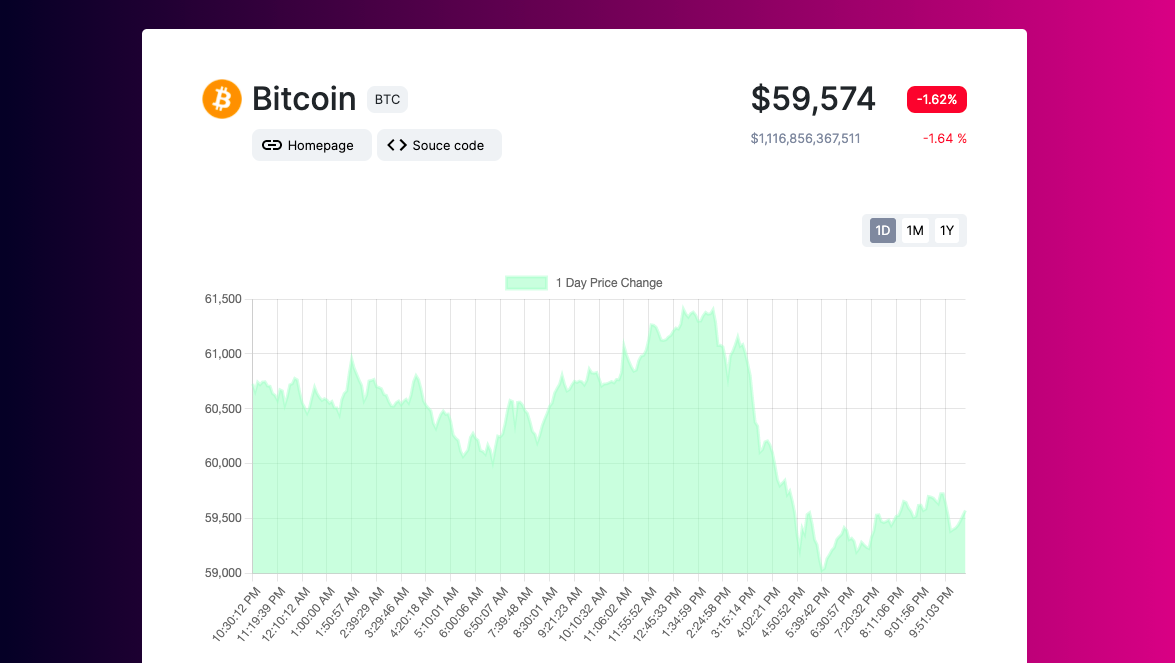 Bitcoin BTC $59,574 -1.62%
Homepage Souce code $1,116,856,367,511 -1.64 %
1D 1M 1Y
1 Day Price Change
61,500
61,000
60,500
60,000
59,500
59,000
10:30:12 PM 11:19:39 PM 12:10:12 AM 1:00:00 AM 1:50:57 AM 2:39:29 AM 3:29:46 AM 4:20:18 AM 5:10:01 AM 6:00:06 AM 6:50:07 AM 7:39:48 AM 8:30:01 AM 9:21:23 AM 10:10:32 AM 11:06:02 AM 11:55:52 AM 12:45:33 PM 1:34:59 PM 2:24:58 PM 3:15:14 PM 4:02:21 PM 4:50:52 PM 5:39:42 PM 6:30:57 PM 7:20:32 PM 8:11:06 PM 9:01:56 PM 9:51:03 PM